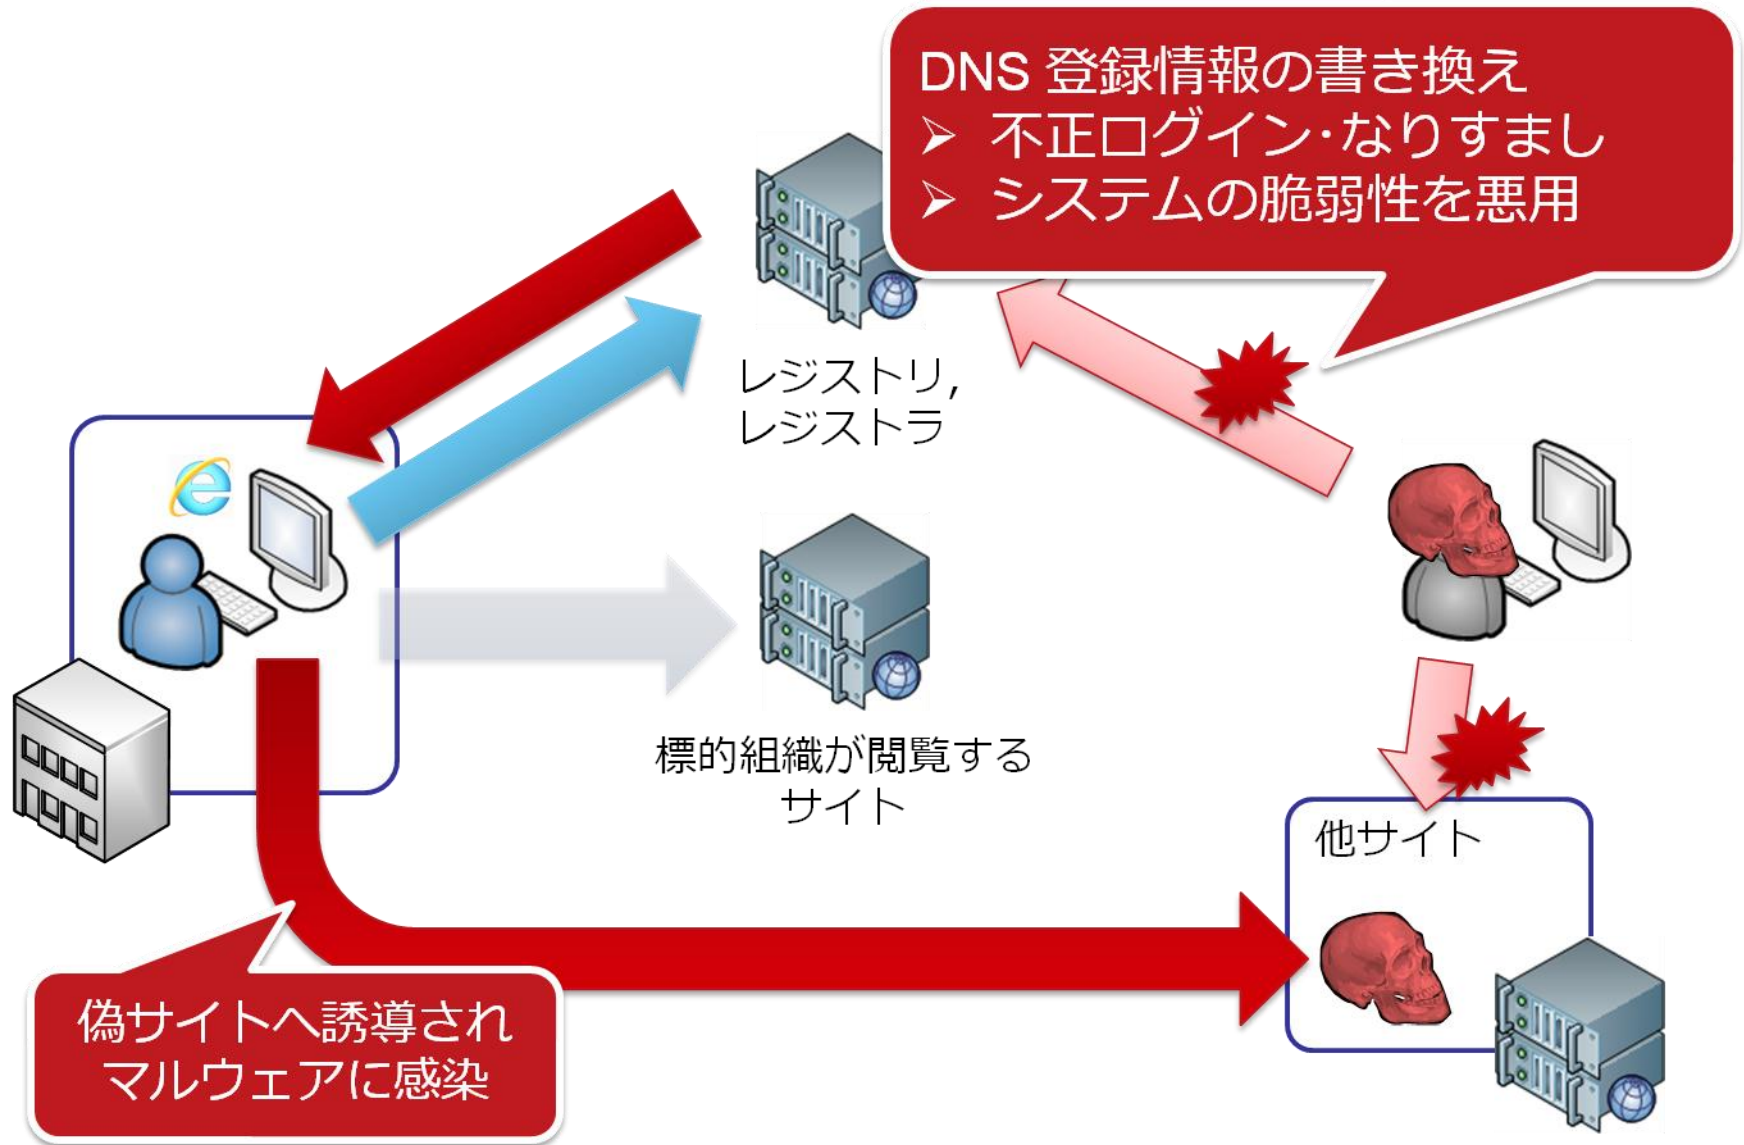 DNS 登録情報の書き換え
➢ 不正ログイン・なりすまし
➢ システムの脆弱性を悪用
レジストリ,
レジストラ
標的組織が閲覧する
サイト
他サイト
偽サイトへ誘導され
マルウェアに感染